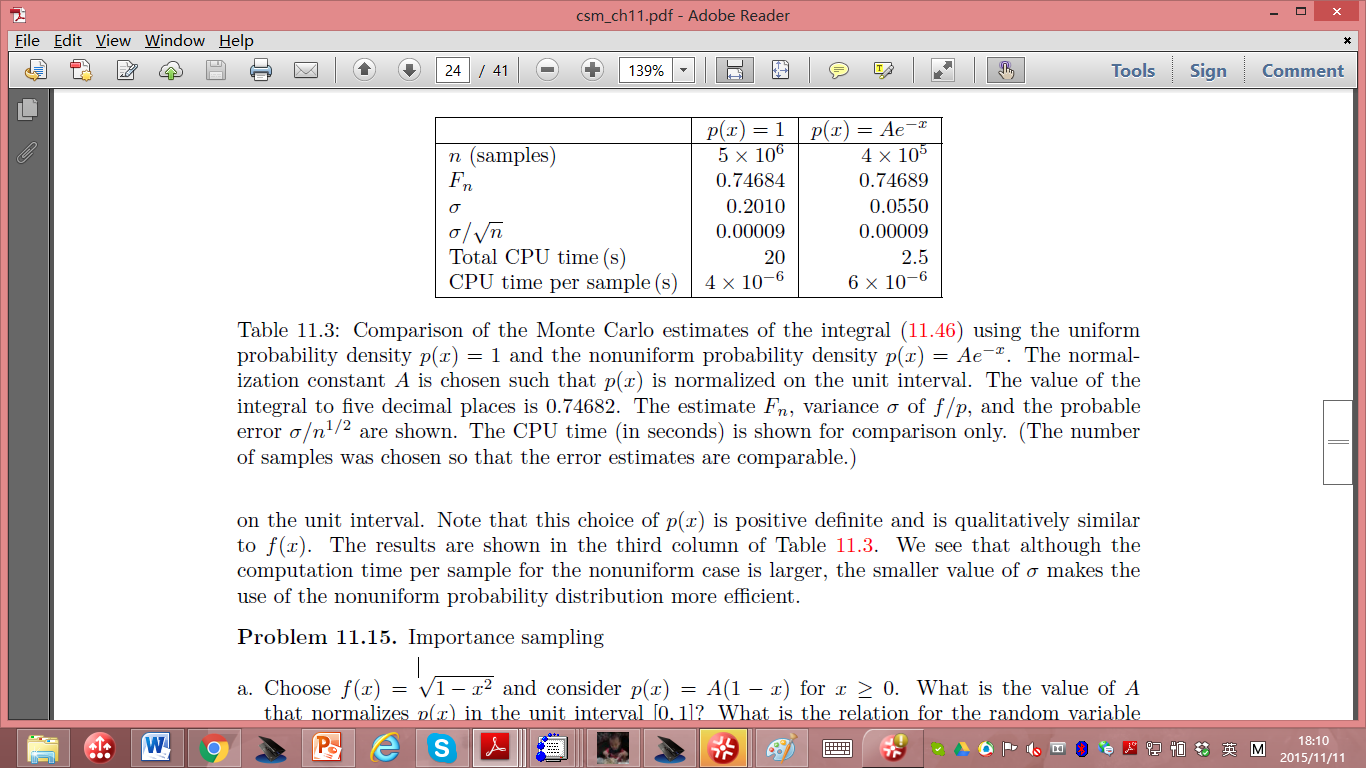 csm_ch11.pdf - Adobe Reader
File Edit View Window Help
24 / 41 139% Tools Sign Comment
p(x) = 1 p(x) = Ae^{-x}
n (samples) 5 × 10^6 4 × 10^5
F_n 0.74684 0.74689
σ 0.2010 0.0550
σ/√n 0.00009 0.00009
Total CPU time (s) 20 2.5
CPU time per sample (s) 4 × 10^{-6} 6 × 10^{-6}
Table 11.3: Comparison of the Monte Carlo estimates of the integral (11.46) using the uniform
probability density p(x) = 1 and the nonuniform probability density p(x) = Ae^{-x}. The normal-
ization constant A is chosen such that p(x) is normalized on the unit interval. The value of the
integral to five decimal places is 0.74682. The estimate F_n, variance σ of f/p, and the probable
error σ/n^{1/2} are shown. The CPU time (in seconds) is shown for comparison only. (The number
of samples was chosen so that the error estimates are comparable.)
on the unit interval. Note that this choice of p(x) is positive definite and is qualitatively similar
to f(x). The results are shown in the third column of Table 11.3. We see that although the
computation time per sample for the nonuniform case is larger, the smaller value of σ makes the
use of the nonuniform probability distribution more efficient.
Problem 11.15. Importance sampling
a. Choose f(x) = √(1 − x^2) and consider p(x) = A(1 − x) for x ≥ 0. What is the value of A
that normalizes p(x) in the unit interval [0, 1]? What is the relation for the random variable
英 M 18:10
2015/11/11